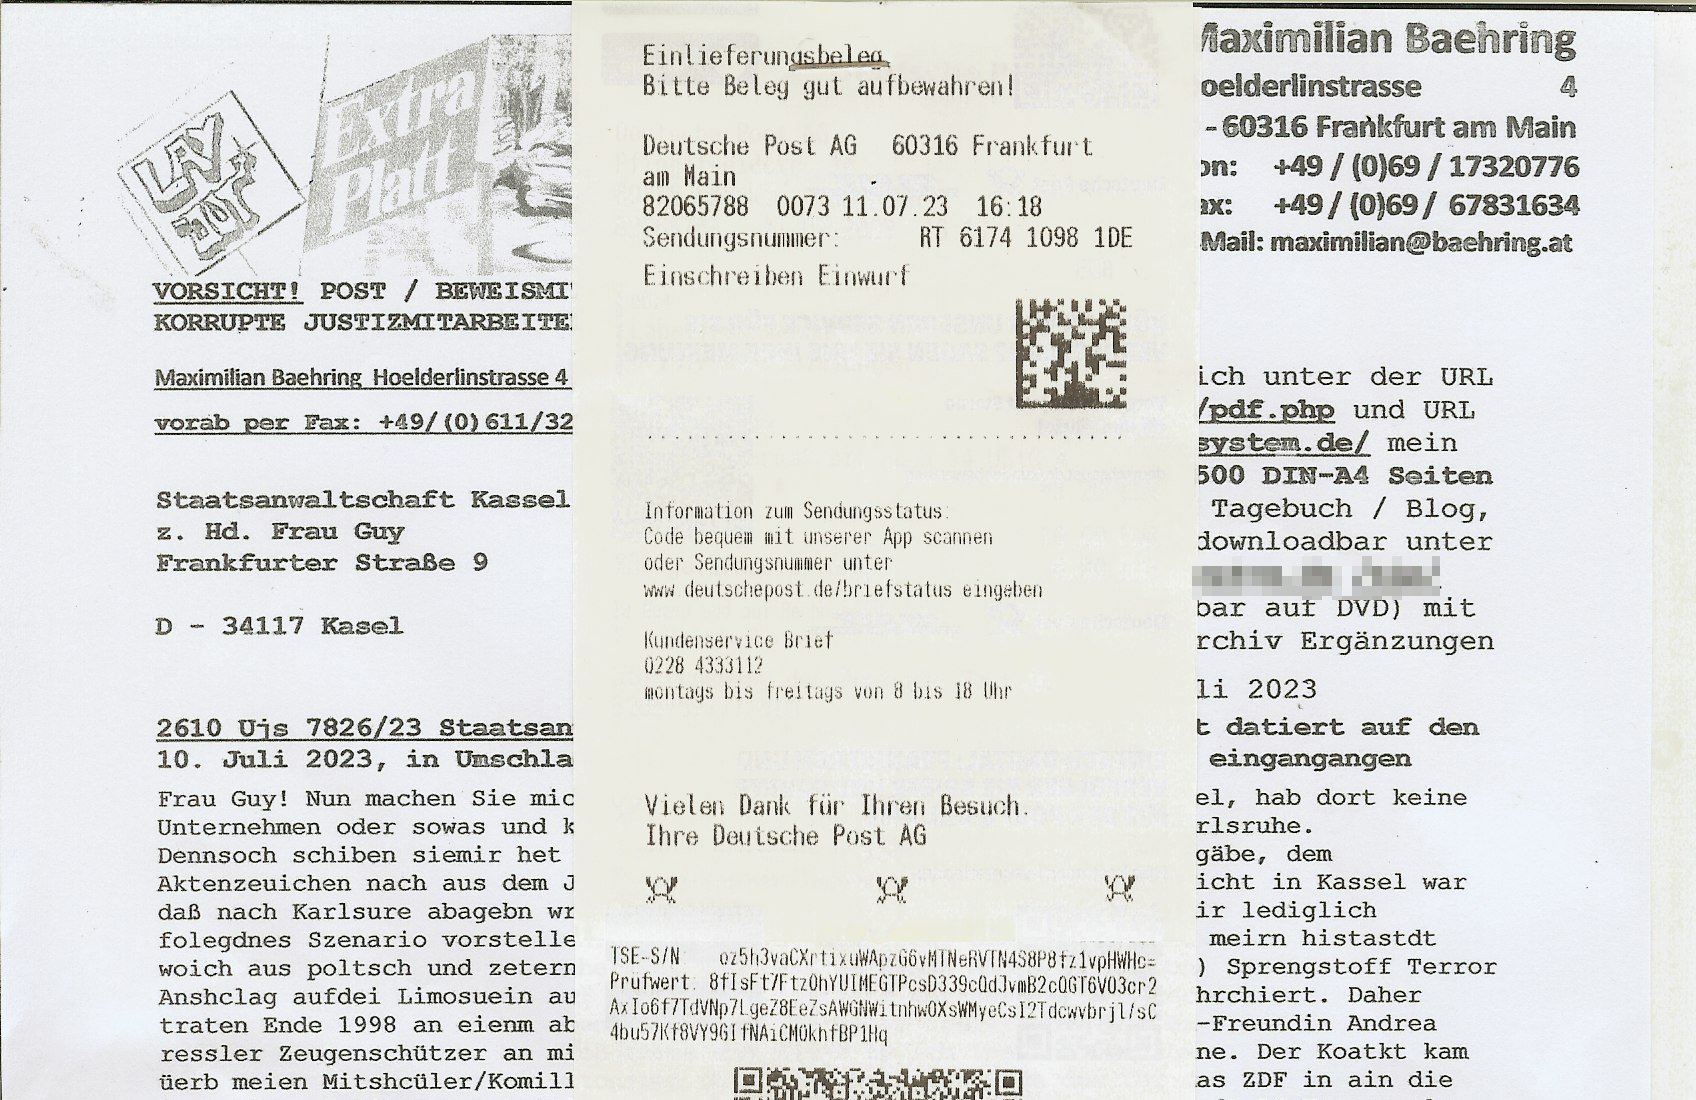 LAY
OUT
Extra
Platt
VORSICHT! POST / BEWEISMI
KORRUPTE JUSTIZMITARBEITE
Maximilian Baehring Hoelderlinstrasse 4
vorab per Fax: +49/(0)611/32
Staatsanwaltschaft Kassel
z. Hd. Frau Guy
Frankfurter Straße 9
D - 34117 Kasel
2610 Ujs 7826/23 Staatsan
10. Juli 2023, in Umschla
Frau Guy! Nun machen Sie mic
Unternehmen oder sowas und k
Dennsoch schiben siemir het
Aktenzeuichen nach aus dem J
daß nach Karlsure abagebn wr
folegdnes Szenario vorstelle
woich aus poltsch und zetern
Anshclag aufdei Limosuein au
traten Ende 1998 an eienm ab
ressler Zeugenschützer an mi
üerb meien Mitshcüler/Komill
Einlieferungsbeleg
Bitte Beleg gut aufbewahren!
Deutsche Post AG 60316 Frankfurt
am Main
82065788 0073 11.07.23 16:18
Sendungsnummer: RT 6174 1098 1DE
Einschreiben Einwurf
Information zum Sendungsstatus:
Code bequem mit unserer App scannen
oder Sendungsnummer unter
www.deutschepost.de/briefstatus eingeben
Kundenservice Brief
0228 4333112
montags bis freitags von 8 bis 18 Uhr
Vielen Dank für Ihren Besuch.
Ihre Deutsche Post AG
TSE-S/N oz5h3vaCXrtixuWApzG6vMTNeRVTN4S8P8fz1vpHWHc=
Prüfwert: 8fIsFt7FtzOhYUIMEGTPcsD339cQdJvmB2cQGT6VO3cr2
AxIo6f7TdVNp7LgeZ8EeZsAWGNWitnhwOXsWMyeCsI2Tdcwvbrjl/sC
4bu57Kf8VY9GIfNAiCMOkhfBP1Hq
Maximilian Baehring
oelderlinstrasse 4
- 60316 Frankfurt am Main
on: +49 / (0)69 / 17320776
ax: +49 / (0)69 / 67831634
Mail: maximilian@baehring.at
ich unter der URL
/pdf.php und URL
system.de/ mein
500 DIN-A4 Seiten
Tagebuch / Blog,
downloadbar unter
bar auf DVD) mit
rchiv Ergänzungen
li 2023
t datiert auf den
eingangangen
el, hab dort keine
rlsruhe.
gäbe, dem
icht in Kassel war
ir lediglich
meirn histastdt
) Sprengstoff Terror
hrchiert. Daher
-Freundin Andrea
ne. Der Koatkt kam
as ZDF in ain die